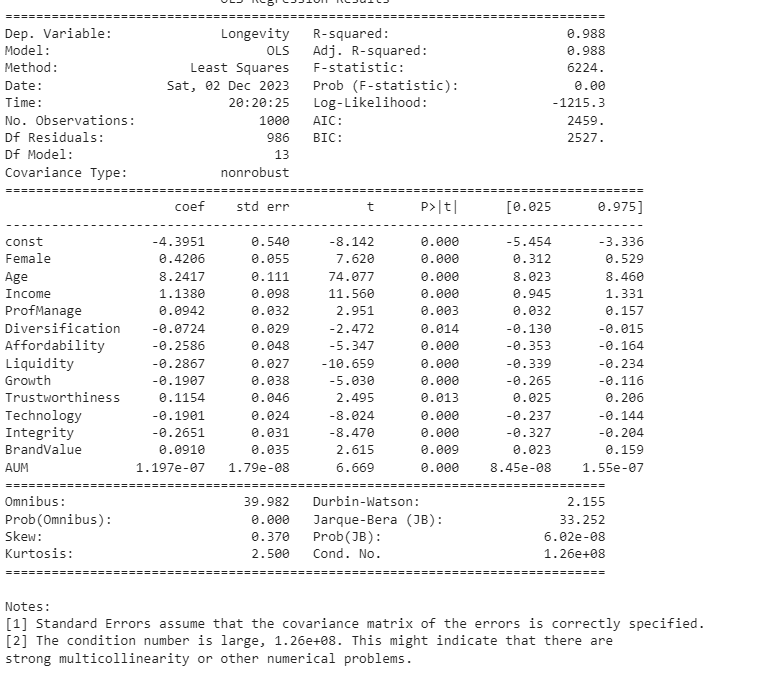 OLS Regression Results
==============================================================================
Dep. Variable:              Longevity   R-squared:                       0.988
Model:                            OLS   Adj. R-squared:                  0.988
Method:                 Least Squares   F-statistic:                     6224.
Date:                Sat, 02 Dec 2023   Prob (F-statistic):               0.00
Time:                        20:20:25   Log-Likelihood:                -1215.3
No. Observations:                1000   AIC:                             2459.
Df Residuals:                     986   BIC:                             2527.
Df Model:                          13
Covariance Type:            nonrobust
===================================================================================
                      coef    std err          t      P>|t|      [0.025      0.975]
-----------------------------------------------------------------------------------
const              -4.3951      0.540     -8.142      0.000      -5.454      -3.336
Female              0.4206      0.055      7.620      0.000       0.312       0.529
Age                 8.2417      0.111     74.077      0.000       8.023       8.460
Income              1.1380      0.098     11.560      0.000       0.945       1.331
ProfManage          0.0942      0.032      2.951      0.003       0.032       0.157
Diversification    -0.0724      0.029     -2.472      0.014      -0.130      -0.015
Affordability      -0.2586      0.048     -5.347      0.000      -0.353      -0.164
Liquidity          -0.2867      0.027    -10.659      0.000      -0.339      -0.234
Growth             -0.1907      0.038     -5.030      0.000      -0.265      -0.116
Trustworthiness     0.1154      0.046      2.495      0.013       0.025       0.206
Technology         -0.1901      0.024     -8.024      0.000      -0.237      -0.144
Integrity          -0.2651      0.031     -8.470      0.000      -0.327      -0.204
BrandValue          0.0910      0.035      2.615      0.009       0.023       0.159
AUM              1.197e-07   1.79e-08      6.669      0.000    8.45e-08    1.55e-07
==============================================================================
Omnibus:                       39.982   Durbin-Watson:                   2.155
Prob(Omnibus):                  0.000   Jarque-Bera (JB):               33.252
Skew:                           0.370   Prob(JB):                     6.02e-08
Kurtosis:                       2.500   Cond. No.                     1.26e+08
==============================================================================
Notes:
[1] Standard Errors assume that the covariance matrix of the errors is correctly specified.
[2] The condition number is large, 1.26e+08. This might indicate that there are
strong multicollinearity or other numerical problems.